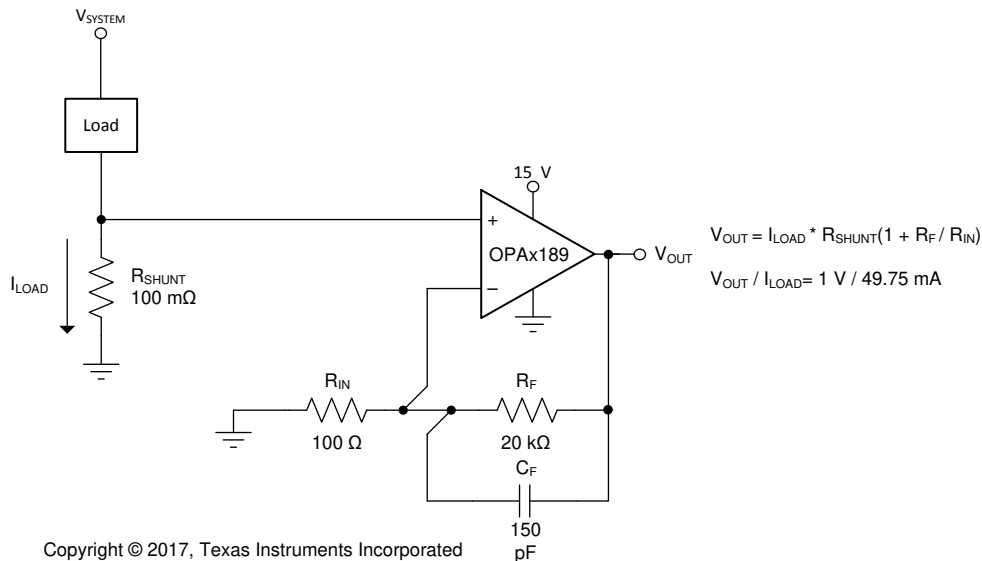 VSYSTEM
Load
15 V
+
OPAx189
−
VOUT
VOUT = ILOAD * RSHUNT(1 + RF / RIN)
VOUT / ILOAD= 1 V / 49.75 mA
ILOAD
RSHUNT
100 mΩ
RIN
100 Ω
RF
20 kΩ
CF
150
pF
Copyright © 2017, Texas Instruments Incorporated